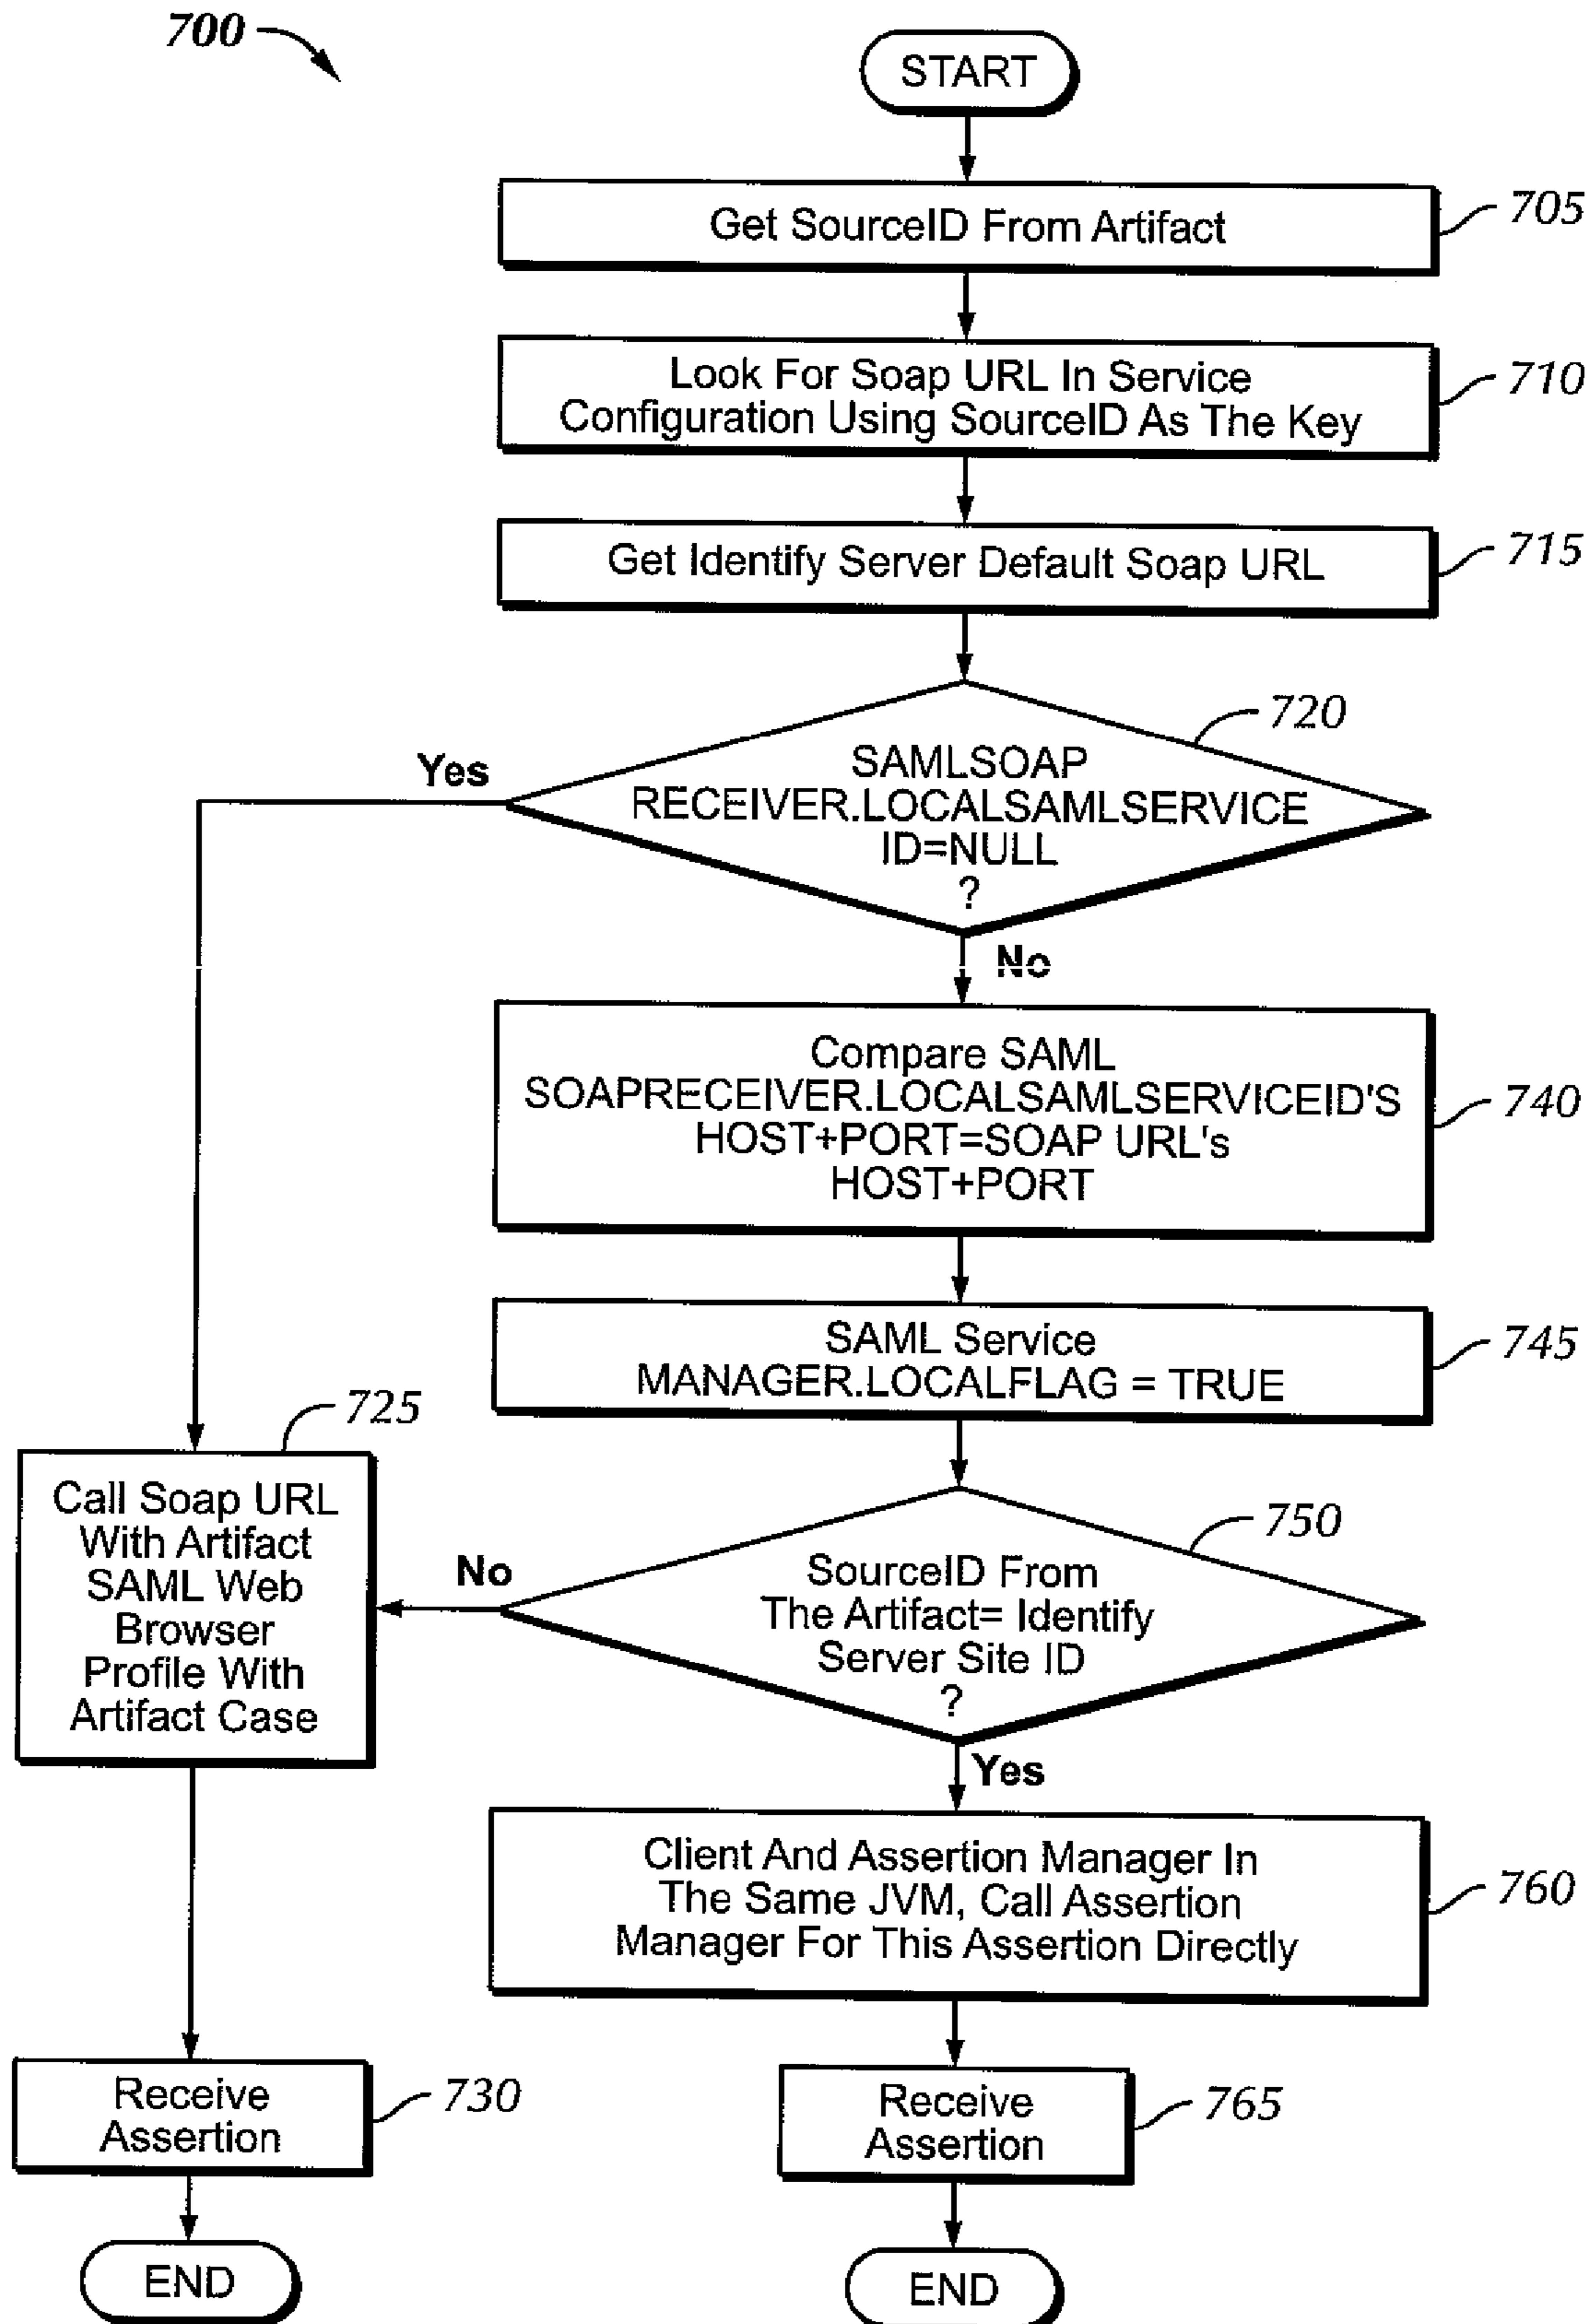 700
START
Get SourceID From Artifact
705
Look For Soap URL In Service
Configuration Using SourceID As The Key
710
Get Identify Server Default Soap URL
715
720
SAMLSOAP
RECEIVER.LOCALSAMLSERVICE
ID=NULL
?
Yes
No
Compare SAML
SOAPRECEIVER.LOCALSAMLSERVICEID'S
HOST+PORT=SOAP URL's
HOST+PORT
740
SAML Service
MANAGER.LOCALFLAG = TRUE
745
725
Call Soap URL
With Artifact
SAML Web
Browser
Profile With
Artifact Case
No
750
SourceID From
The Artifact= Identify
Server Site ID
?
Yes
Client And Assertion Manager In
The Same JVM, Call Assertion
Manager For This Assertion Directly
760
Receive
Assertion
730
Receive
Assertion
765
END
END